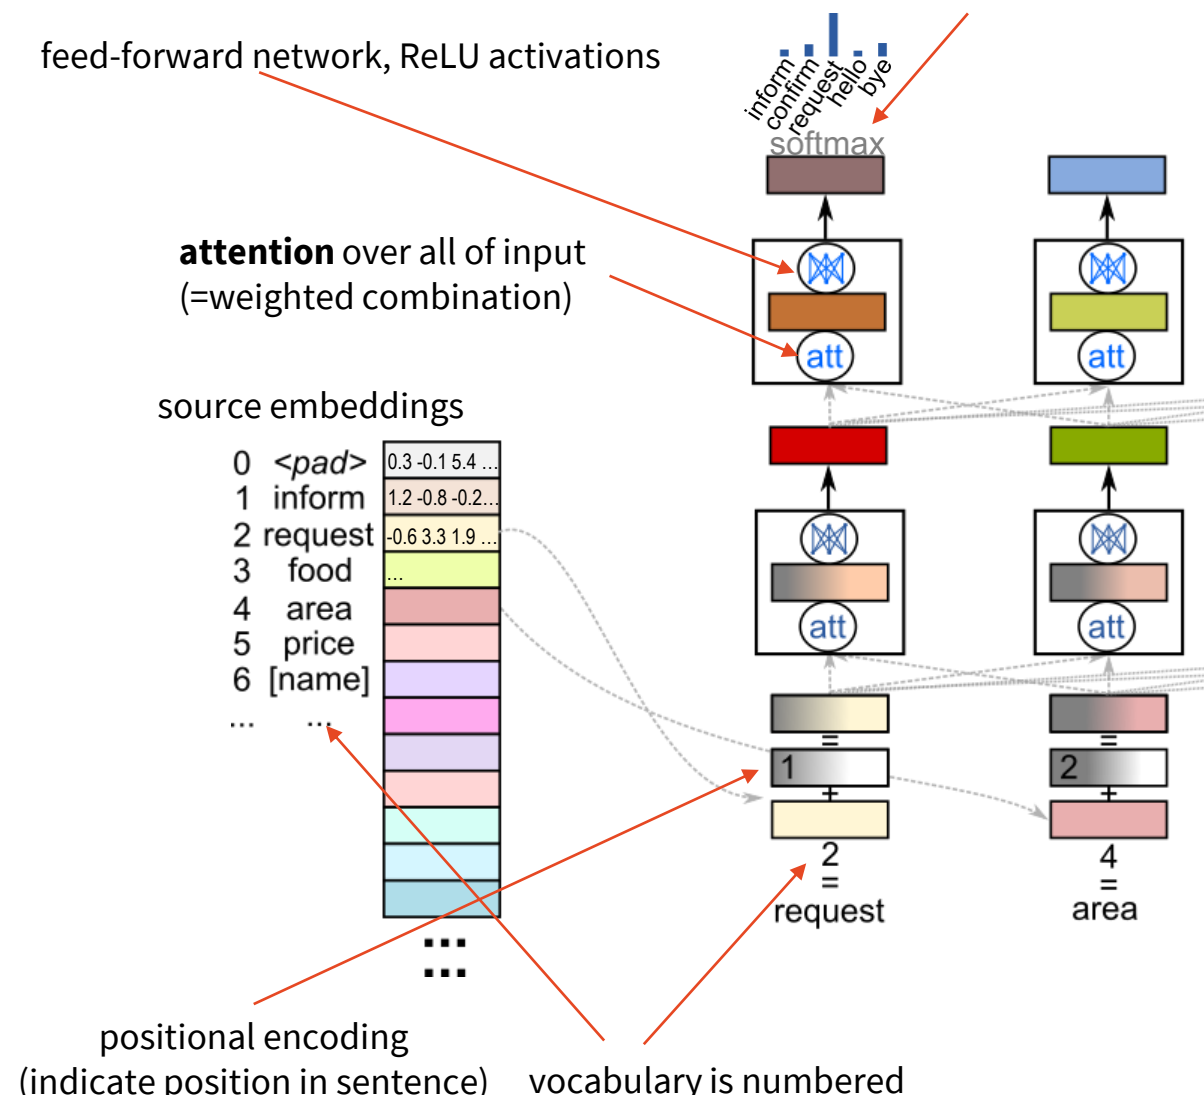 feed-forward network, ReLU activations
inform
confirm
request
hello
bye
softmax
attention over all of input
(=weighted combination)
att
att
source embeddings
0 <pad> 0.3 -0.1 5.4 ...
1 inform 1.2 -0.8 -0.2...
2 request -0.6 3.3 1.9 ...
3 food ...
4 area
5 price
6 [name]
... ...
att
att
=
=
1
2
+
+
2
4
=
=
request
area
...
...
positional encoding
(indicate position in sentence)
vocabulary is numbered